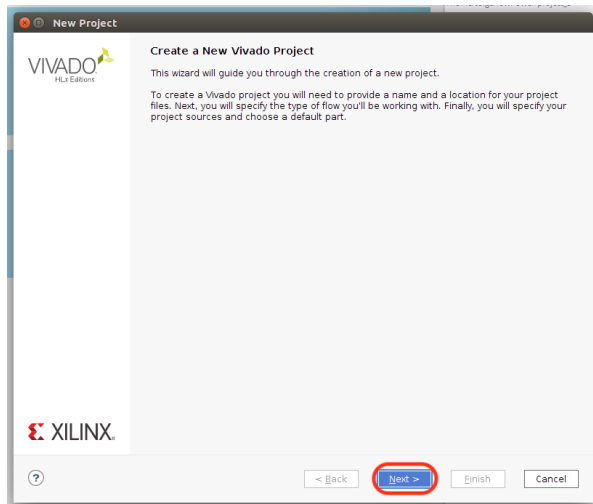 New Project
VIVADO
HLx Editions
Create a New Vivado Project
This wizard will guide you through the creation of a new project.
To create a Vivado project you will need to provide a name and a location for your project
files. Next, you will specify the type of flow you'll be working with. Finally, you will specify your
project sources and choose a default part.
XILINX
?
< Back Next > Finish Cancel